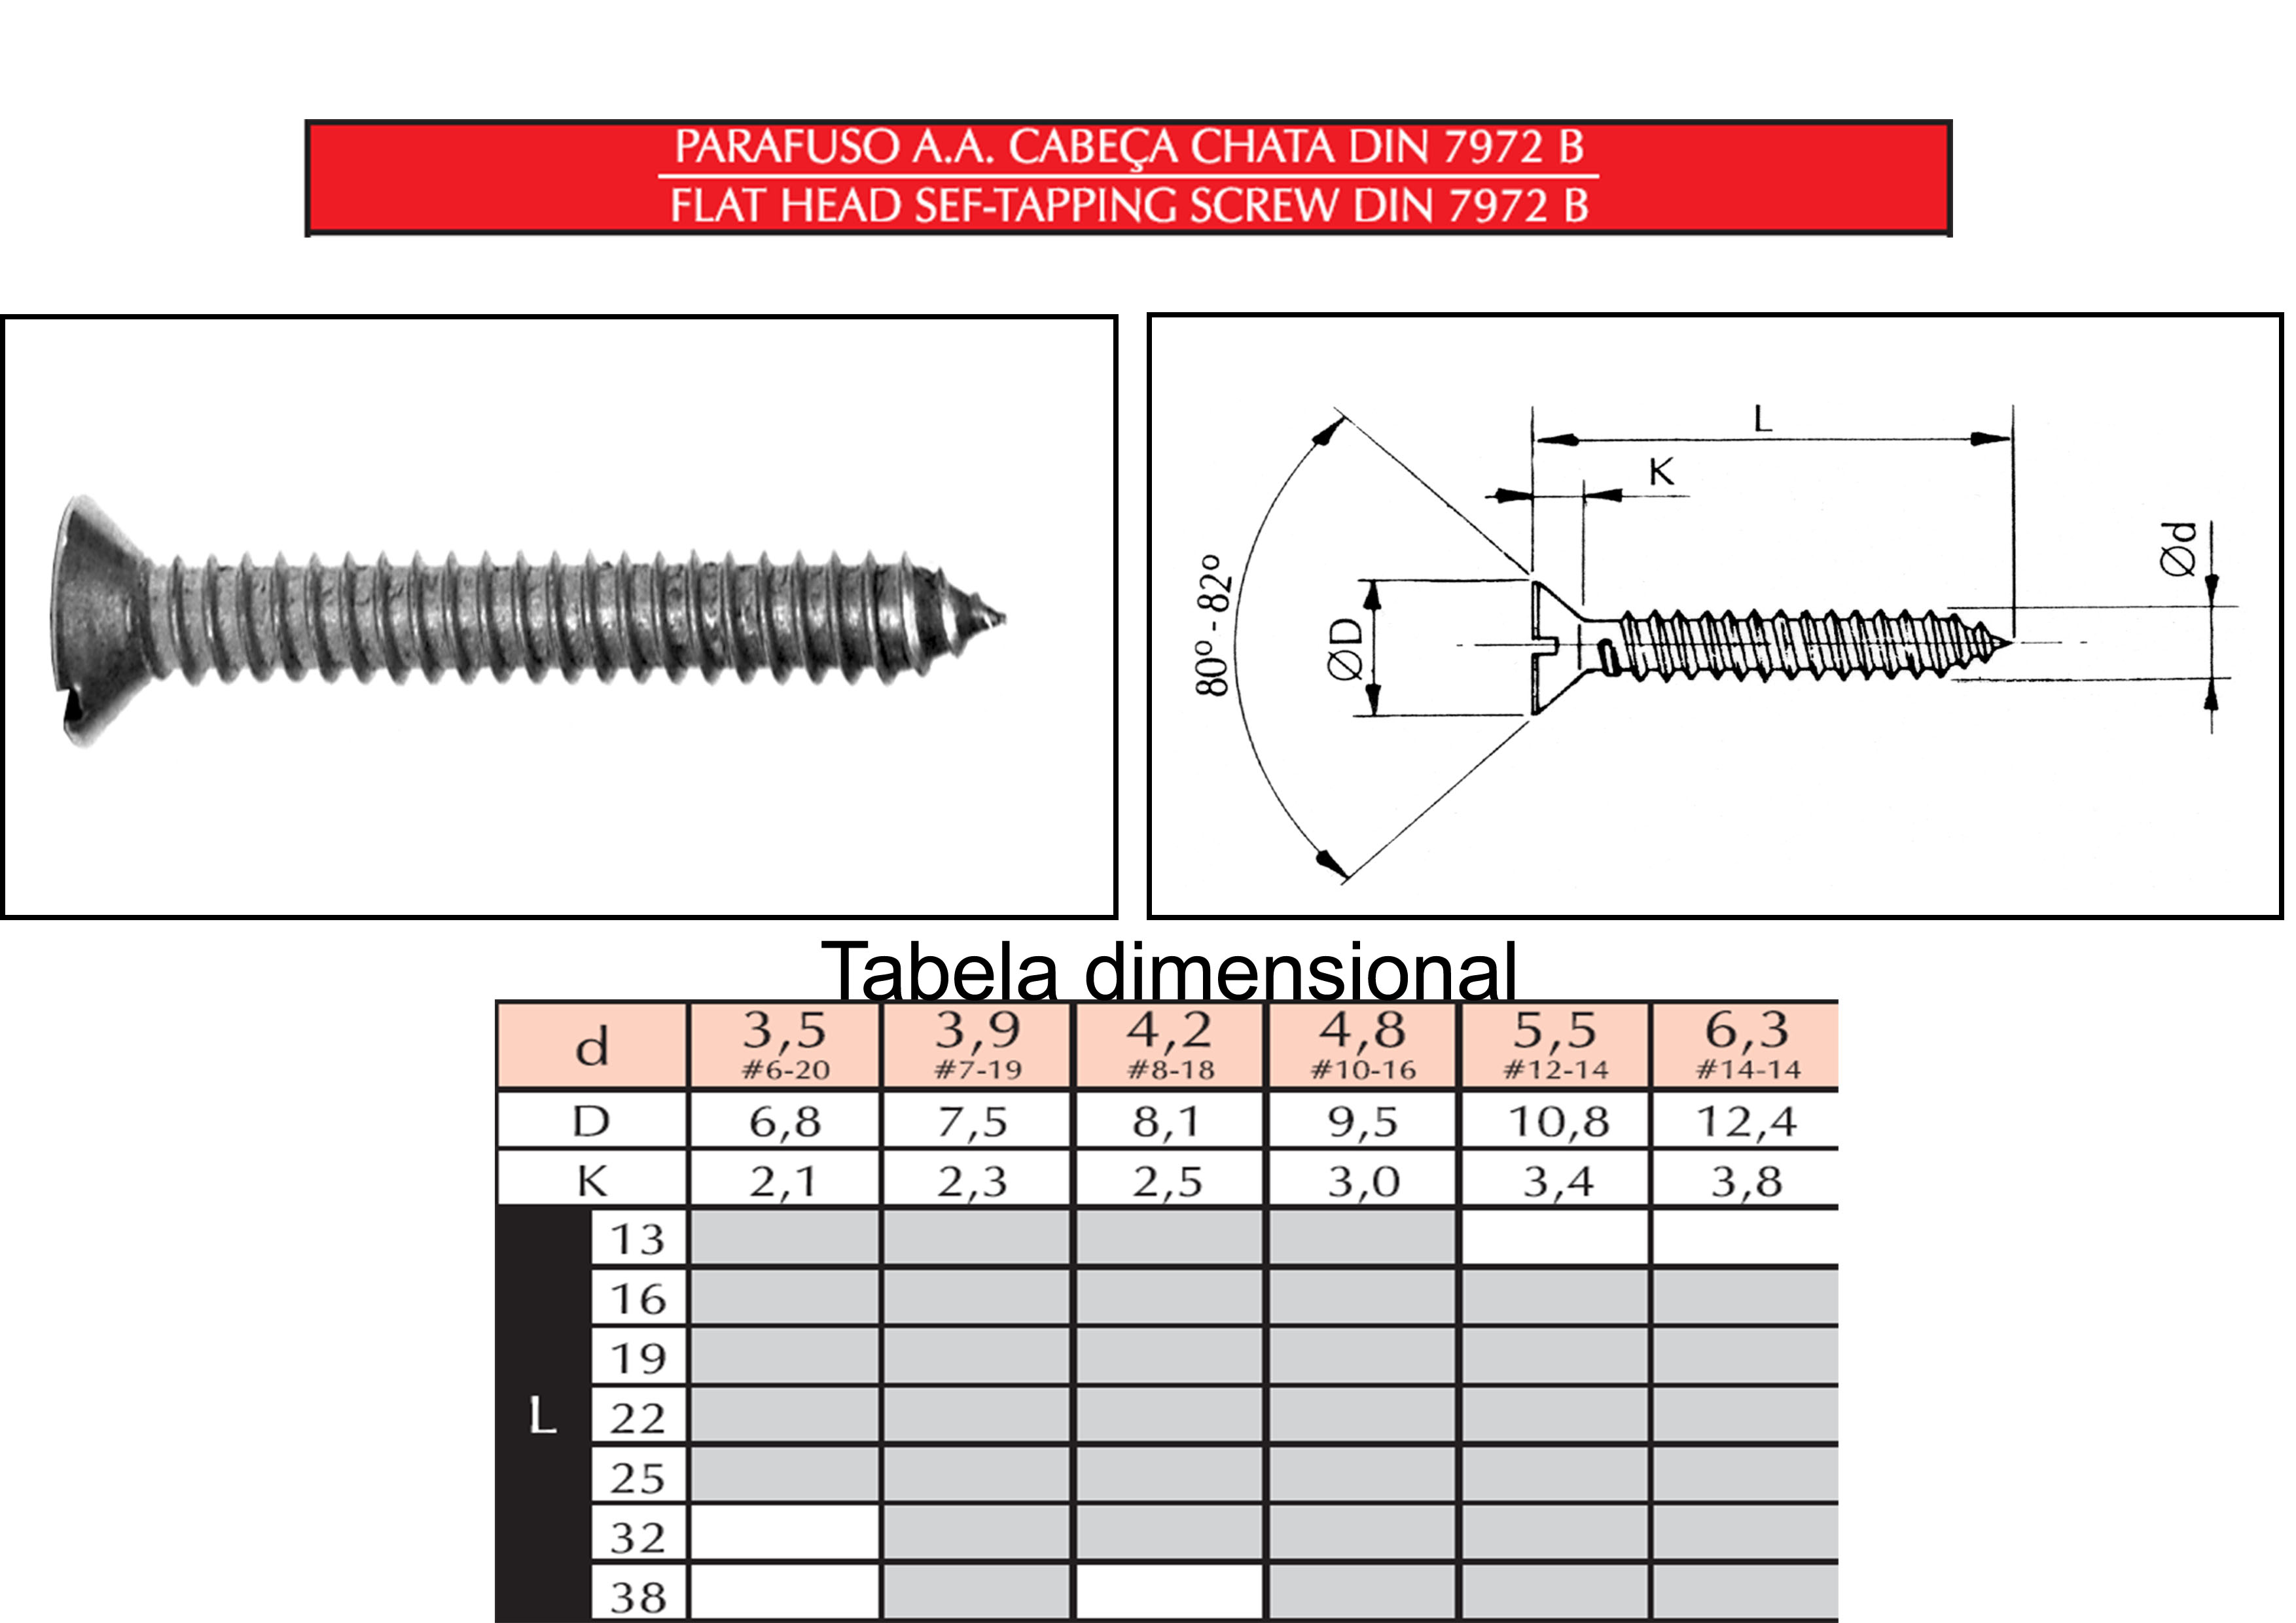 PARAFUSO A.A. CABEÇA CHATA DIN 7972 B
FLAT HEAD SEF-TAPPING SCREW DIN 7972 B
L
K
Ød
80º - 82º
ØD
Tabela dimensional
d 3,5 3,9 4,2 4,8 5,5 6,3
#6-20 #7-19 #8-18 #10-16 #12-14 #14-14
D 6,8 7,5 8,1 9,5 10,8 12,4
K 2,1 2,3 2,5 3,0 3,4 3,8
13
16
19
L 22
25
32
38